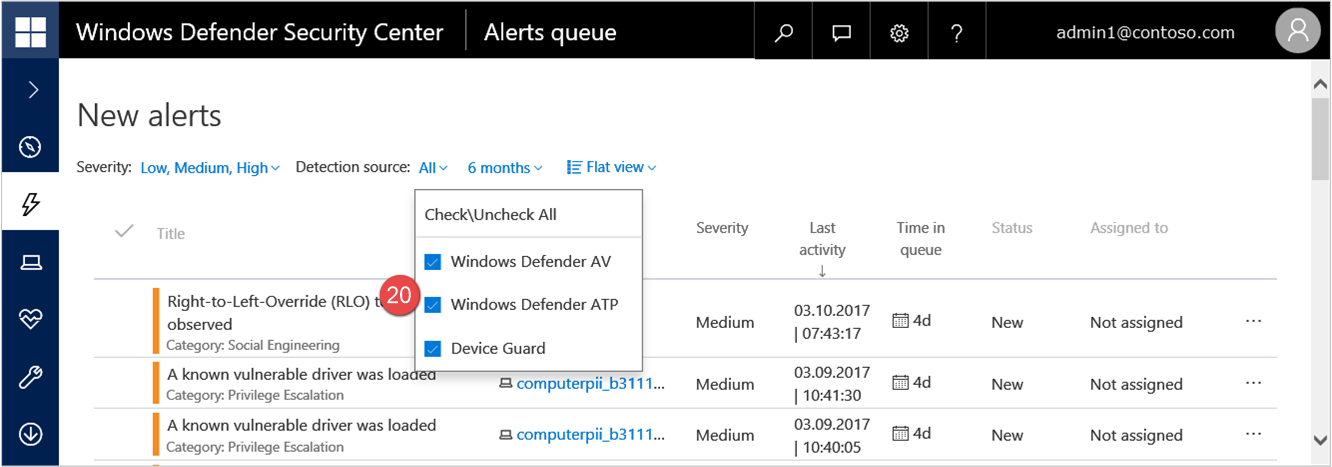 Windows Defender Security Center
Alerts queue
admin1@contoso.com
New alerts
Severity: Low, Medium, High Detection source: All 6 months Flat view
Check\Uncheck All
Windows Defender AV
Windows Defender ATP
Device Guard
20
Title Severity Last activity Time in queue Status Assigned to
Right-to-Left-Override (RLO) t
observed
Category: Social Engineering
Medium
03.10.2017
| 07:43:17
4d
New
Not assigned
...
A known vulnerable driver was loaded
Category: Privilege Escalation
computerpii_b3111...
Medium
03.09.2017
| 10:41:30
4d
New
Not assigned
...
A known vulnerable driver was loaded
Category: Privilege Escalation
computerpii_b3111...
Medium
03.09.2017
| 10:40:05
4d
New
Not assigned
...